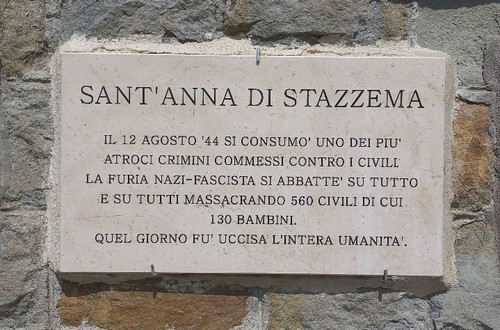 SANT'ANNA DI STAZZEMA
IL 12 AGOSTO '44 SI CONSUMO' UNO DEI PIU'
ATROCI CRIMINI COMMESSI CONTRO I CIVILI.
LA FURIA NAZI-FASCISTA SI ABBATTE' SU TUTTO
E SU TUTTI MASSACRANDO 560 CIVILI DI CUI
130 BAMBINI.
QUEL GIORNO FU' UCCISA L'INTERA UMANITA'.